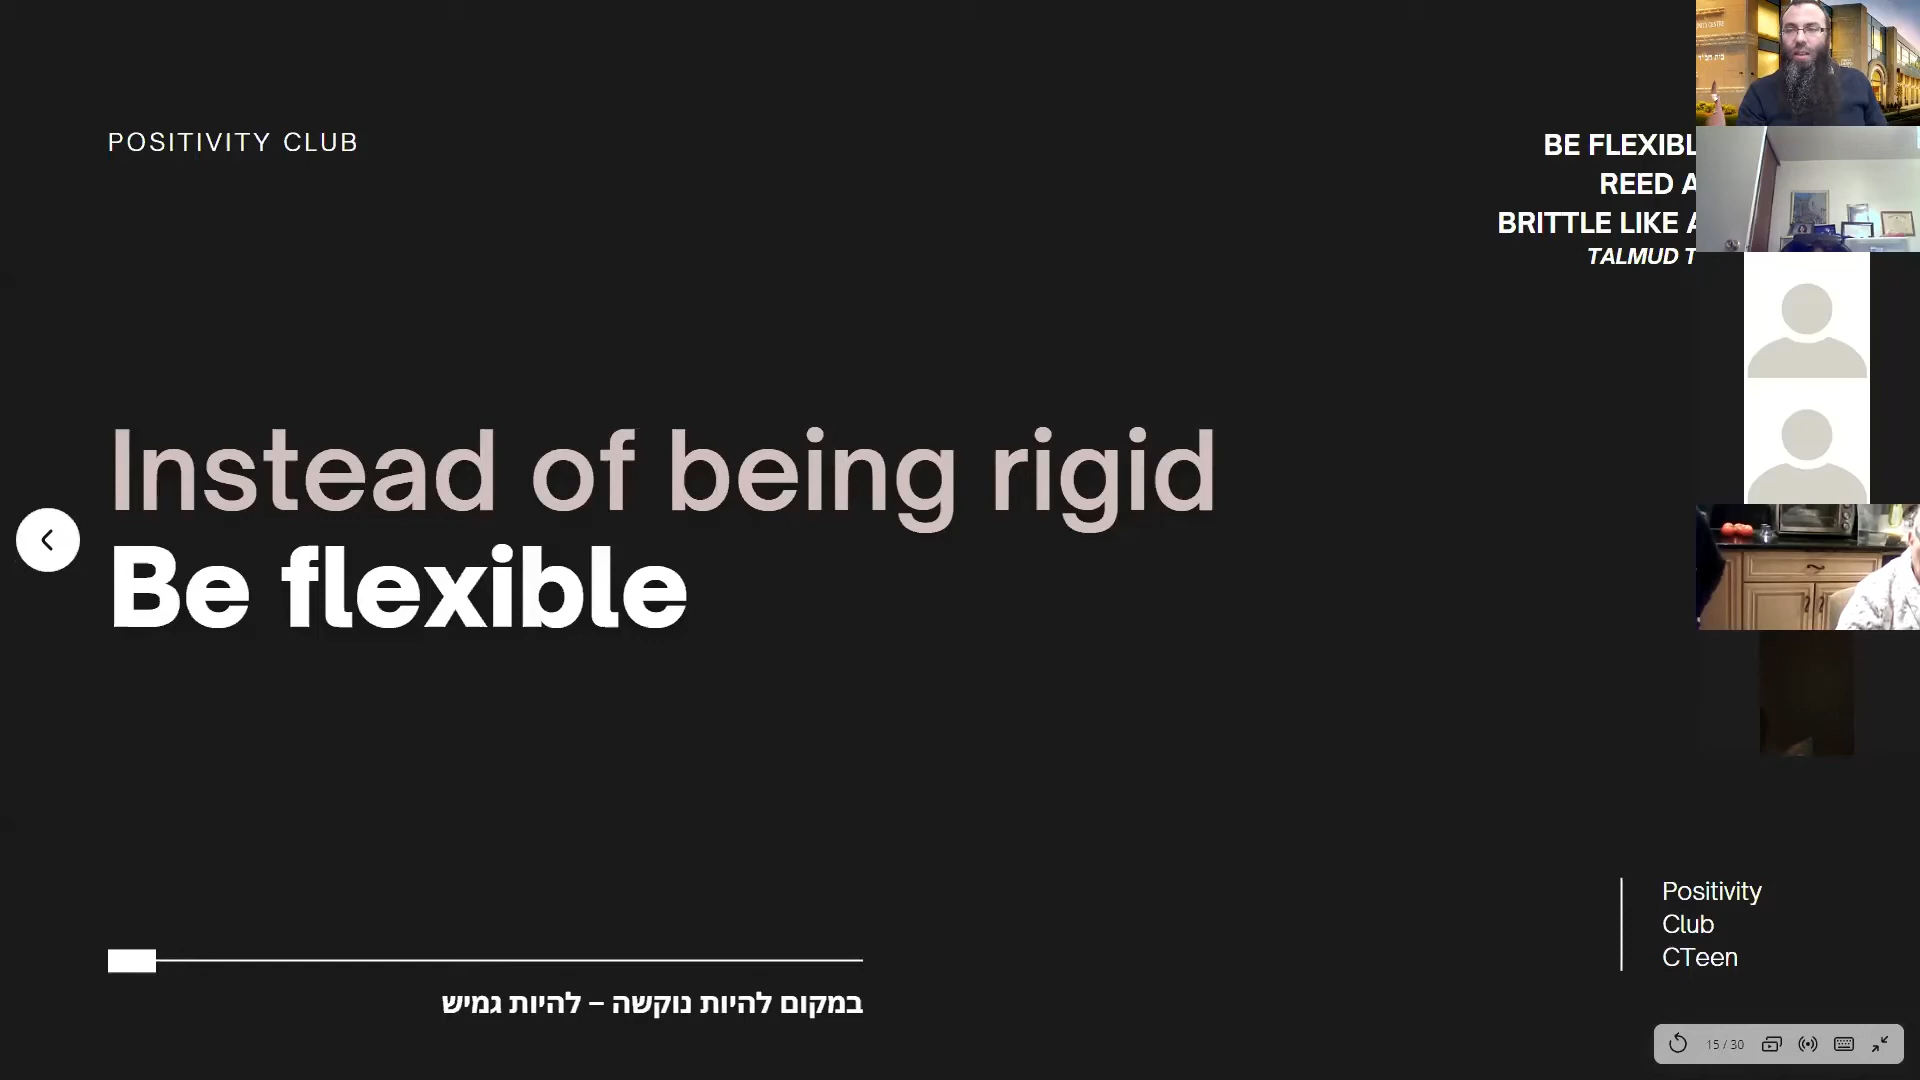 POSITIVITY CLUB
BE FLEXIBL
REED A
BRITTLE LIKE A
TALMUD T
Instead of being rigid
Be flexible
במקום להיות נוקשה – להיות גמיש
Positivity
Club
CTeen
15 / 30